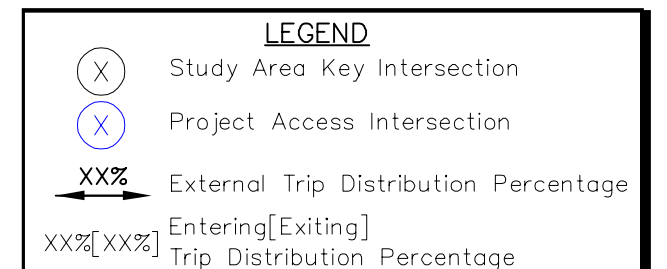 LEGEND
X Study Area Key Intersection
X Project Access Intersection
XX% External Trip Distribution Percentage
XX%[XX%] Entering[Exiting]
Trip Distribution Percentage